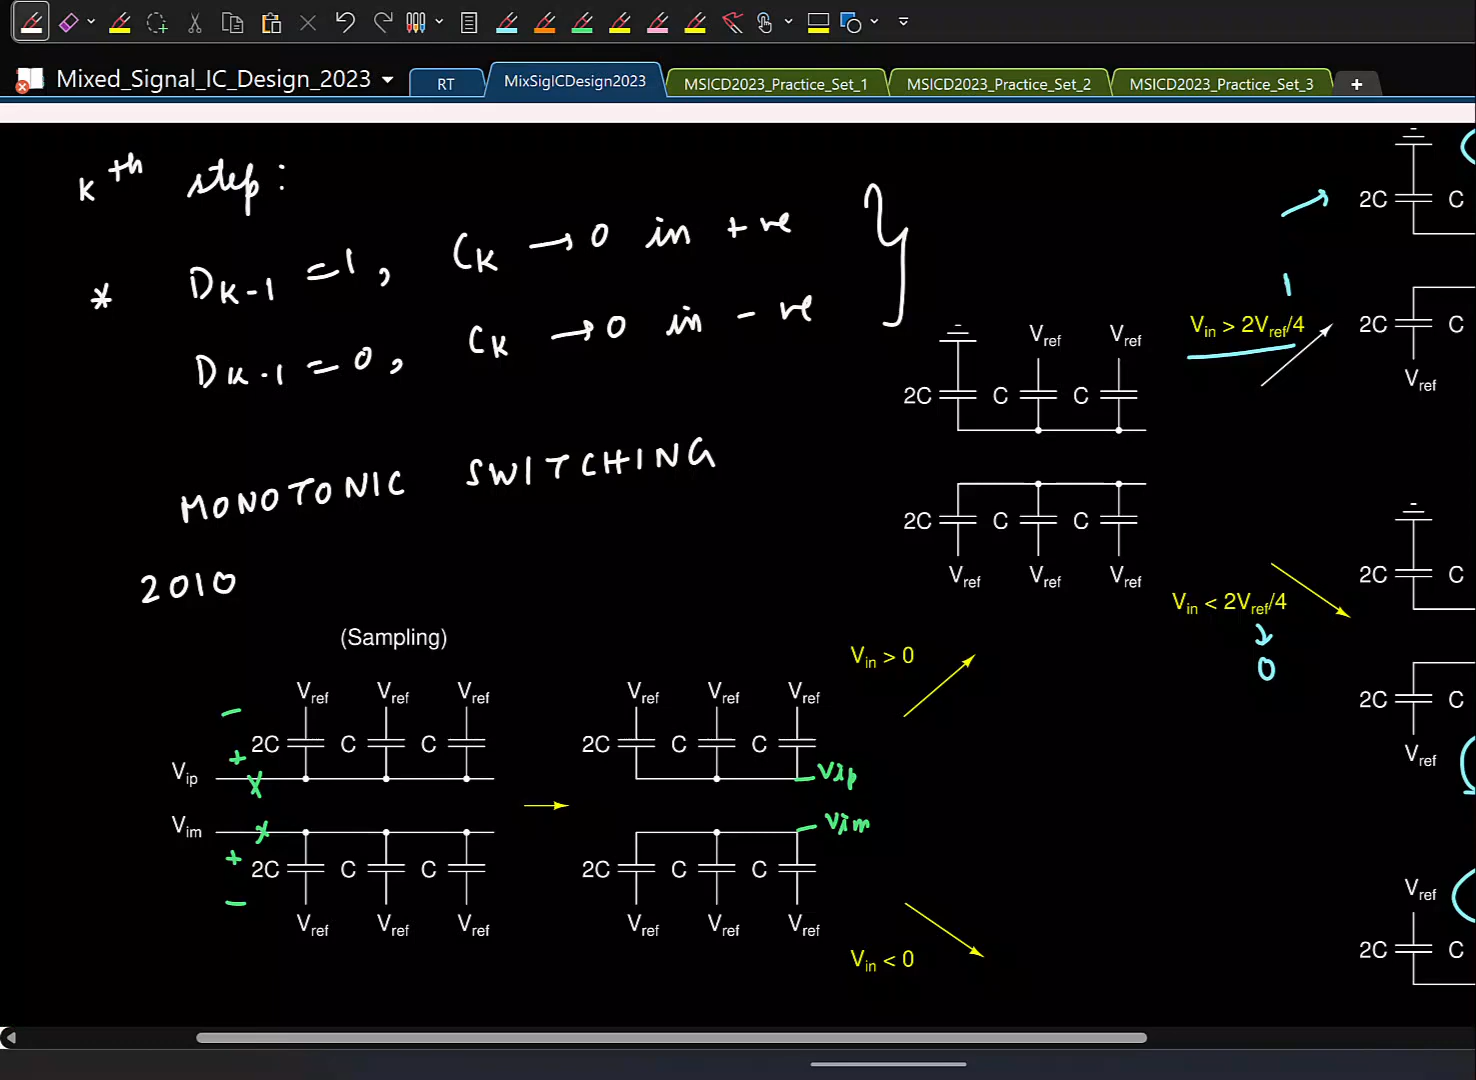 Mixed_Signal_IC_Design_2023
RT
MixSigICDesign2023
MSICD2023_Practice_Set_1
MSICD2023_Practice_Set_2
MSICD2023_Practice_Set_3
+
Kth step:
* DK-1 = 1, CK → 0 in +ve
DK-1 = 0, CK → 0 in -ve
MONOTONIC SWITCHING
2010
(Sampling)
Vref Vref Vref
2C C C
Vip
Vim
2C C C
Vref Vref Vref
- +
+ -
Vref Vref Vref
2C C C
Vip
Vim
2C C C
Vref Vref Vref
Vin > 0
Vin < 0
Vref Vref
2C C C
2C C C
Vref Vref Vref
1
Vin > 2Vref/4
Vin < 2Vref/4
0
2C C
2C C
Vref
2C C
2C C
Vref
Vref
2C C